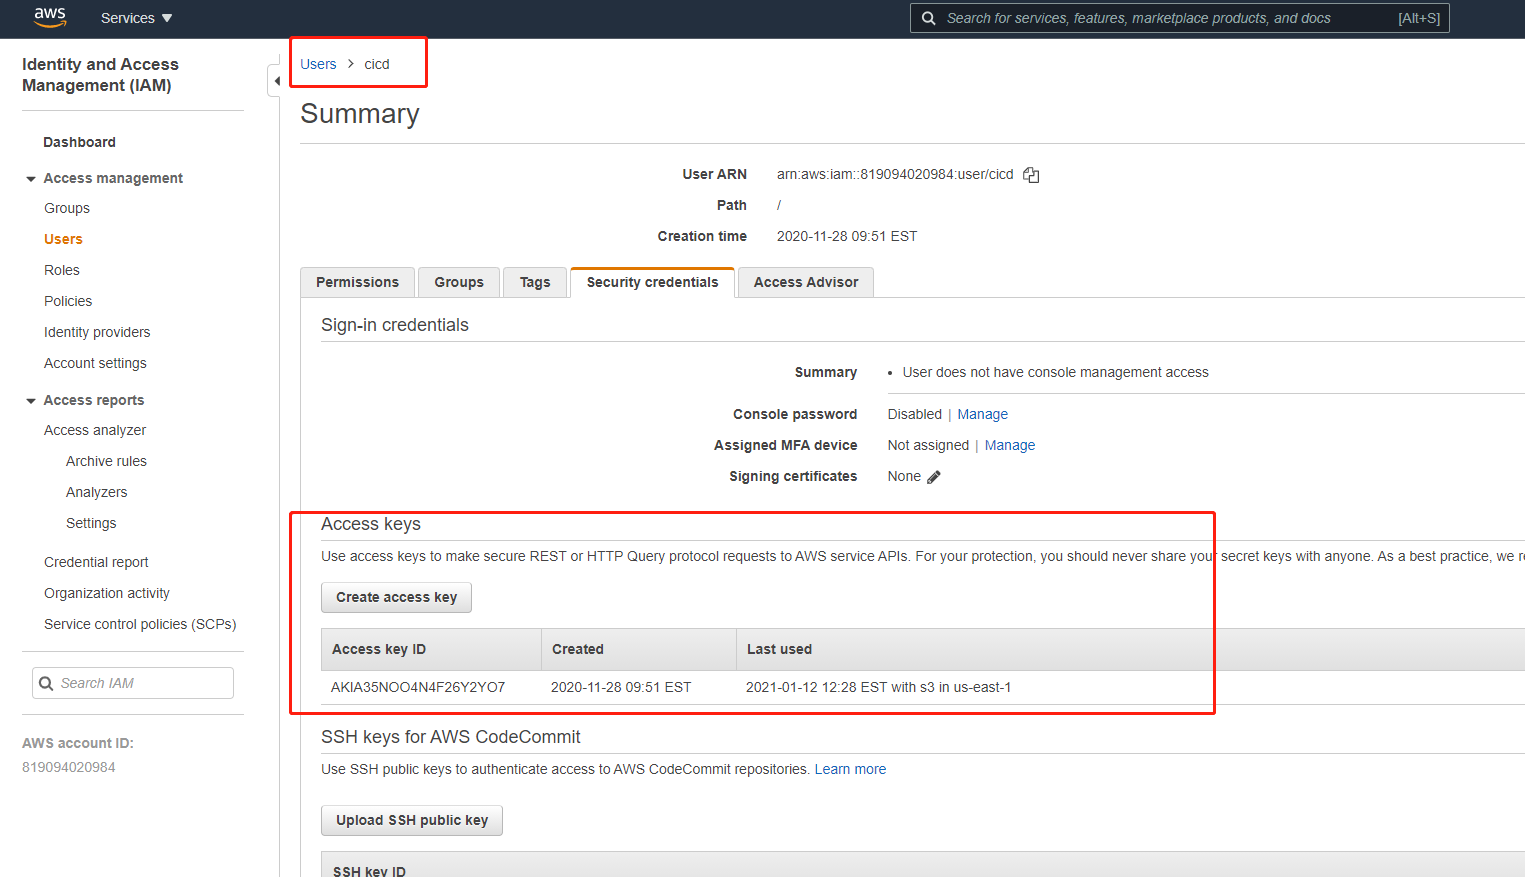 aws
Services
Search for services, features, marketplace products, and docs
[Alt+S]
Identity and Access
Management (IAM)
Dashboard
Access management
Groups
Users
Roles
Policies
Identity providers
Account settings
Access reports
Access analyzer
Archive rules
Analyzers
Settings
Credential report
Organization activity
Service control policies (SCPs)
Search IAM
AWS account ID:
819094020984
Users > cicd
Summary
User ARN arn:aws:iam::819094020984:user/cicd
Path /
Creation time 2020-11-28 09:51 EST
Permissions Groups Tags Security credentials Access Advisor
Sign-in credentials
Summary • User does not have console management access
Console password Disabled | Manage
Assigned MFA device Not assigned | Manage
Signing certificates None
Access keys
Use access keys to make secure REST or HTTP Query protocol requests to AWS service APIs. For your protection, you should never share your secret keys with anyone. As a best practice, we
Create access key
Access key ID Created Last used
AKIA35NOO4N4F26Y2YO7 2020-11-28 09:51 EST 2021-01-12 12:28 EST with s3 in us-east-1
SSH keys for AWS CodeCommit
Use SSH public keys to authenticate access to AWS CodeCommit repositories. Learn more
Upload SSH public key
SSH key ID